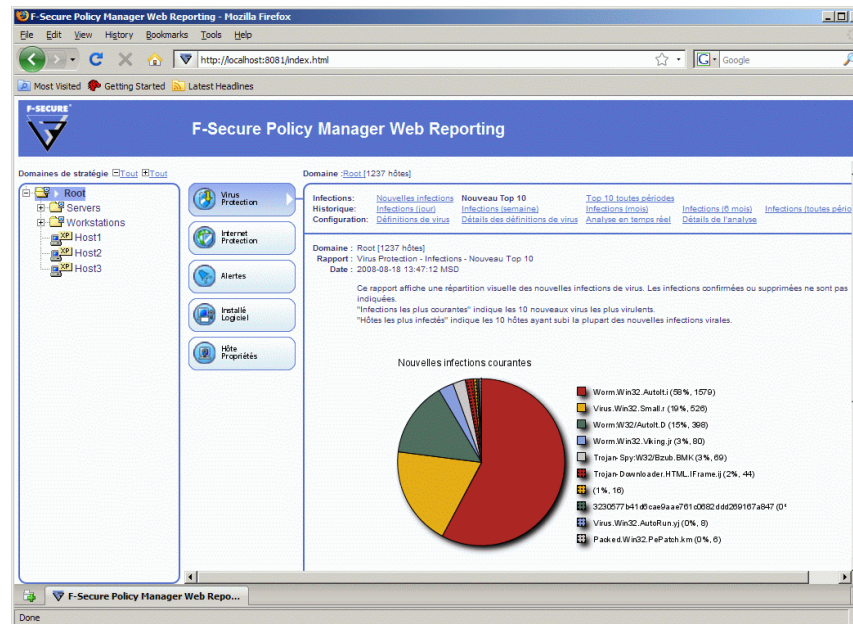 F-Secure Policy Manager Web Reporting - Mozilla Firefox
File Edit View History Bookmarks Tools Help
http://localhost:8081/index.html
Google
Most Visited Getting Started Latest Headlines
F-SECURE
F-Secure Policy Manager Web Reporting
Domaines de stratégie Tout Tout
Root
Servers
Workstations
Host1
Host2
Host3
Virus Protection
Internet Protection
Alertes
Installé Logiciel
Hôte Propriétés
Domaine :Root [1237 hôtes]
Infections: Nouvelles infections Nouveau Top 10 Top 10 toutes périodes
Historique: Infections (jour) Infections (semaine) Infections (mois) Infections (6 mois) Infections (toutes pério
Configuration: Définitions de virus Détails des définitions de virus Analyse en temps réel Détails de l'analyse
Domaine : Root [1237 hôtes]
Rapport : Virus Protection - Infections - Nouveau Top 10
Date : 2008-08-18 13:47:12 MSD
Ce rapport affiche une répartition visuelle des nouvelles infections de virus. Les infections confirmées ou supprimées ne sont pas
indiquées.
"Infections les plus courantes" indique les 10 nouveaux virus les plus virulents.
"Hôtes les plus infectés" indique les 10 hôtes ayant subi la plupart des nouvelles infections virales.
Nouvelles infections courantes
Worm.Win32.AutoIt.i (58%, 1579)
Virus.Win32.Small.r (19%, 526)
Worm:W32/AutoIt.D (15%, 398)
Worm.Win32.Viking.jr (3%, 80)
Trojan-Spy:W32/Bzub.BMK (3%, 69)
Trojan-Downloader.HTML.IFrame.ij (2%, 44)
(1%, 16)
3230577b41d6cae9aae761c0682ddd269167a847 (0%
Virus.Win32.AutoRun.yj (0%, 8)
Packed.Win32.PePatch.km (0%, 6)
F-Secure Policy Manager Web Repo...
Done